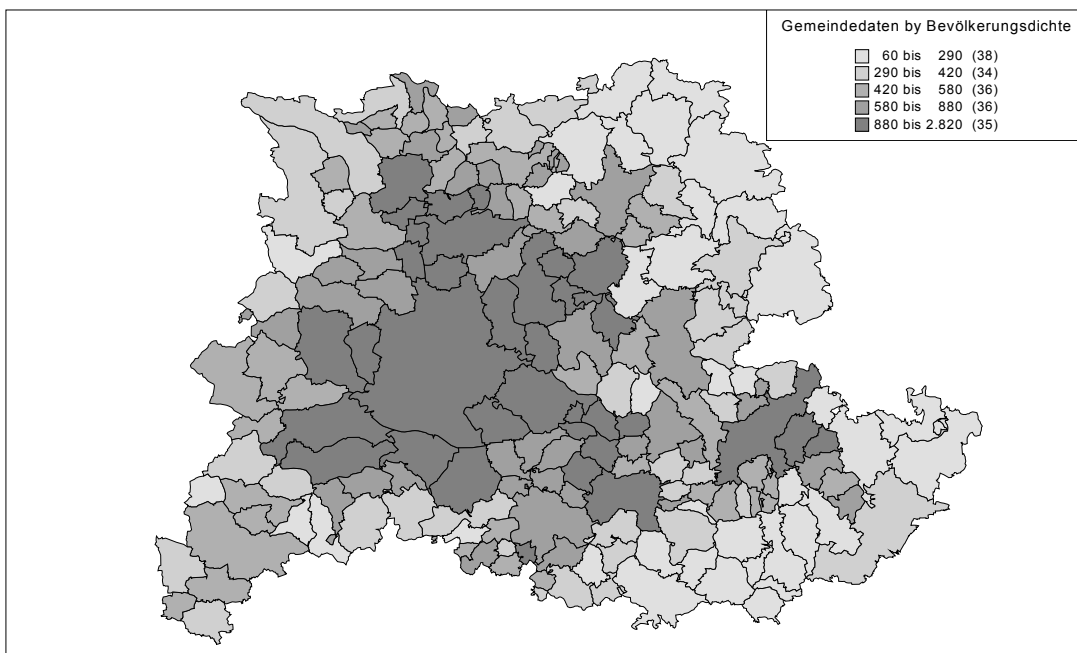 Gemeindedaten by Bevölkerungsdichte
60 bis 290 (38)
290 bis 420 (34)
420 bis 580 (36)
580 bis 880 (36)
880 bis 2.820 (35)